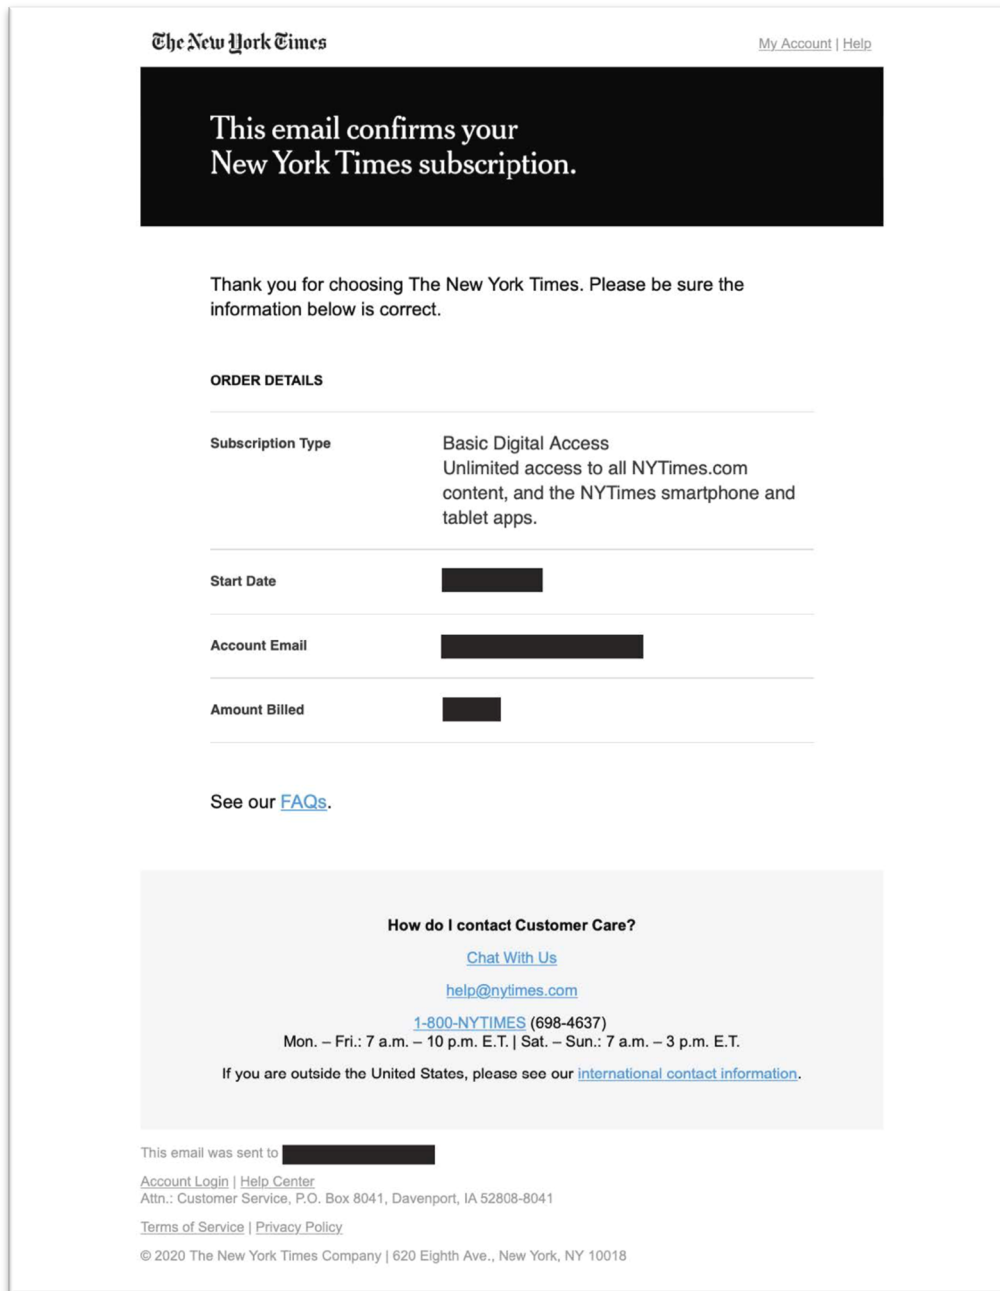 The New York Times
My Account | Help
This email confirms your
New York Times subscription.
Thank you for choosing The New York Times. Please be sure the
information below is correct.
ORDER DETAILS
Subscription Type
Basic Digital Access
Unlimited access to all NYTimes.com
content, and the NYTimes smartphone and
tablet apps.
Start Date
Account Email
Amount Billed
See our FAQs.
How do I contact Customer Care?
Chat With Us
help@nytimes.com
1-800-NYTIMES (698-4637)
Mon. – Fri.: 7 a.m. – 10 p.m. E.T. | Sat. – Sun.: 7 a.m. – 3 p.m. E.T.
If you are outside the United States, please see our international contact information.
This email was sent to
Account Login | Help Center
Attn.: Customer Service, P.O. Box 8041, Davenport, IA 52808-8041
Terms of Service | Privacy Policy
© 2020 The New York Times Company | 620 Eighth Ave., New York, NY 10018